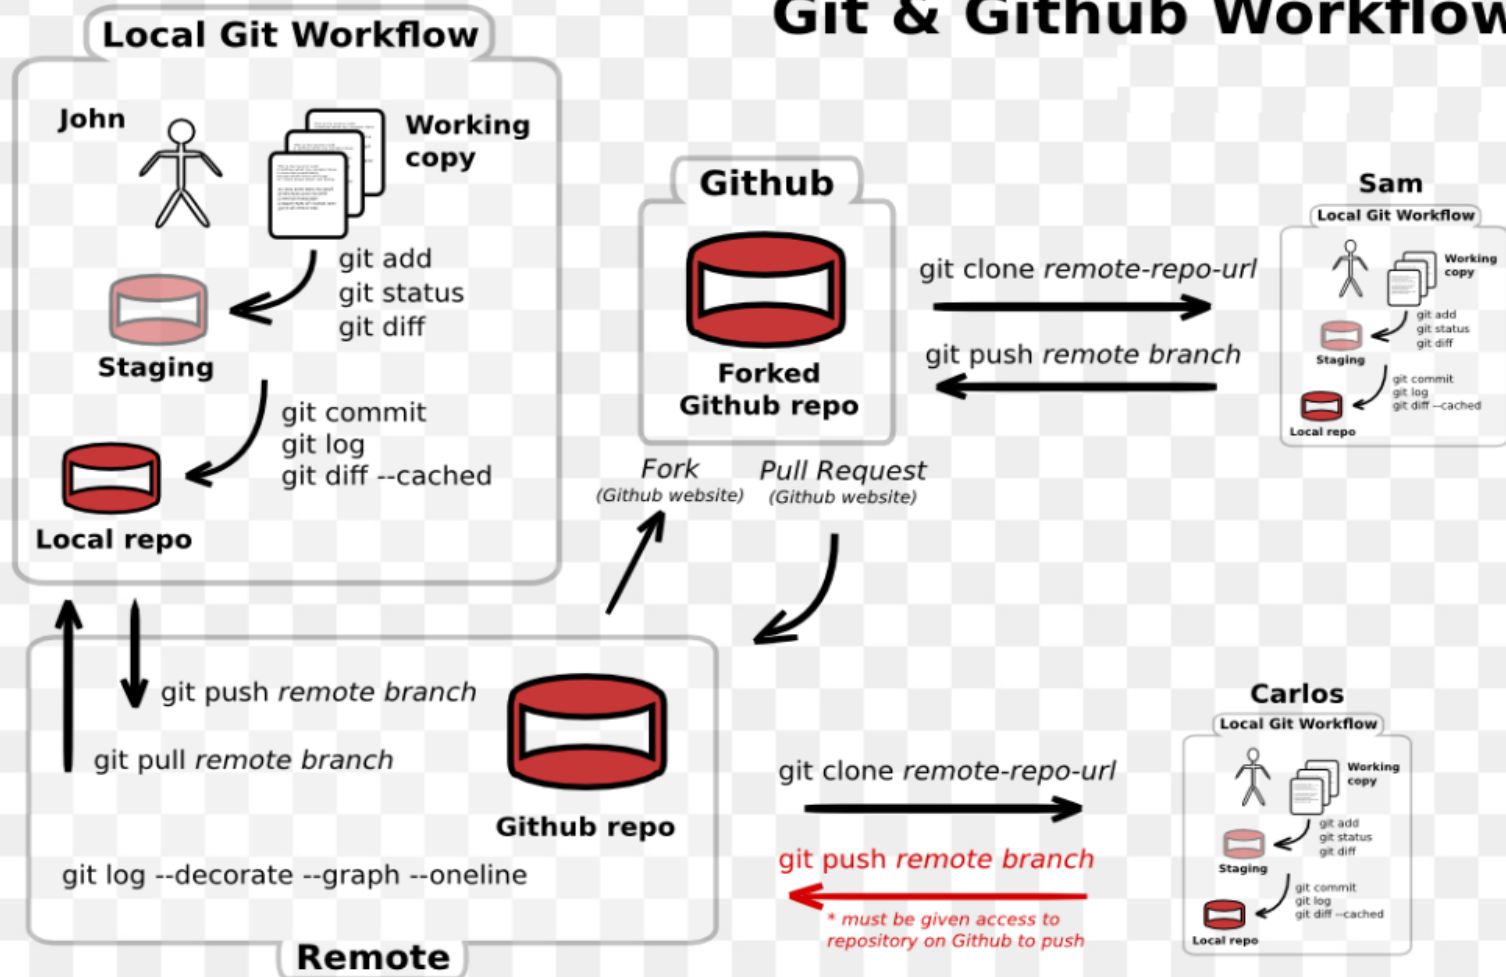 Git & Github Workflow
Local Git Workflow
John
Working
copy
git add
git status
git diff
Staging
git commit
git log
git diff --cached
Local repo
Github
Forked
Github repo
git clone remote-repo-url
git push remote branch
Sam
Local Git Workflow
Working
copy
git add
git status
git diff
Staging
git commit
git log
git diff --cached
Local repo
Fork
(Github website)
Pull Request
(Github website)
git push remote branch
git pull remote branch
Github repo
git log --decorate --graph --oneline
Remote
git clone remote-repo-url
git push remote branch
* must be given access to
repository on Github to push
Carlos
Local Git Workflow
Working
copy
git add
git status
git diff
Staging
git commit
git log
git diff --cached
Local repo